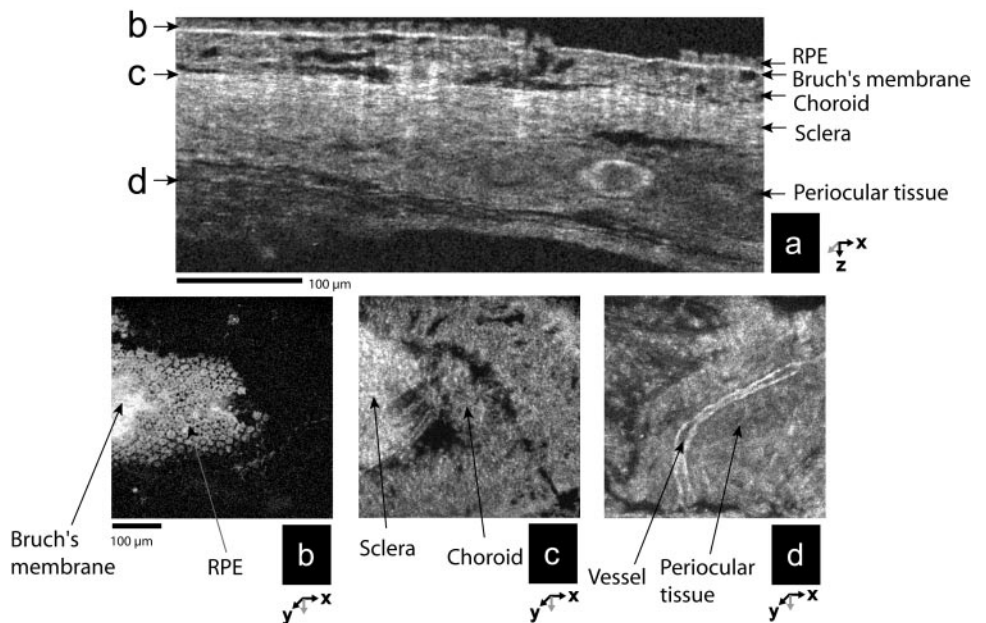 b
c
d
RPE
Bruch's membrane
Choroid
Sclera
Periocular tissue
a
x
z
100 µm
100 µm
Bruch's
membrane
RPE
b
y x
Sclera
Choroid
c
y x
Vessel
Periocular
tissue
d
y x